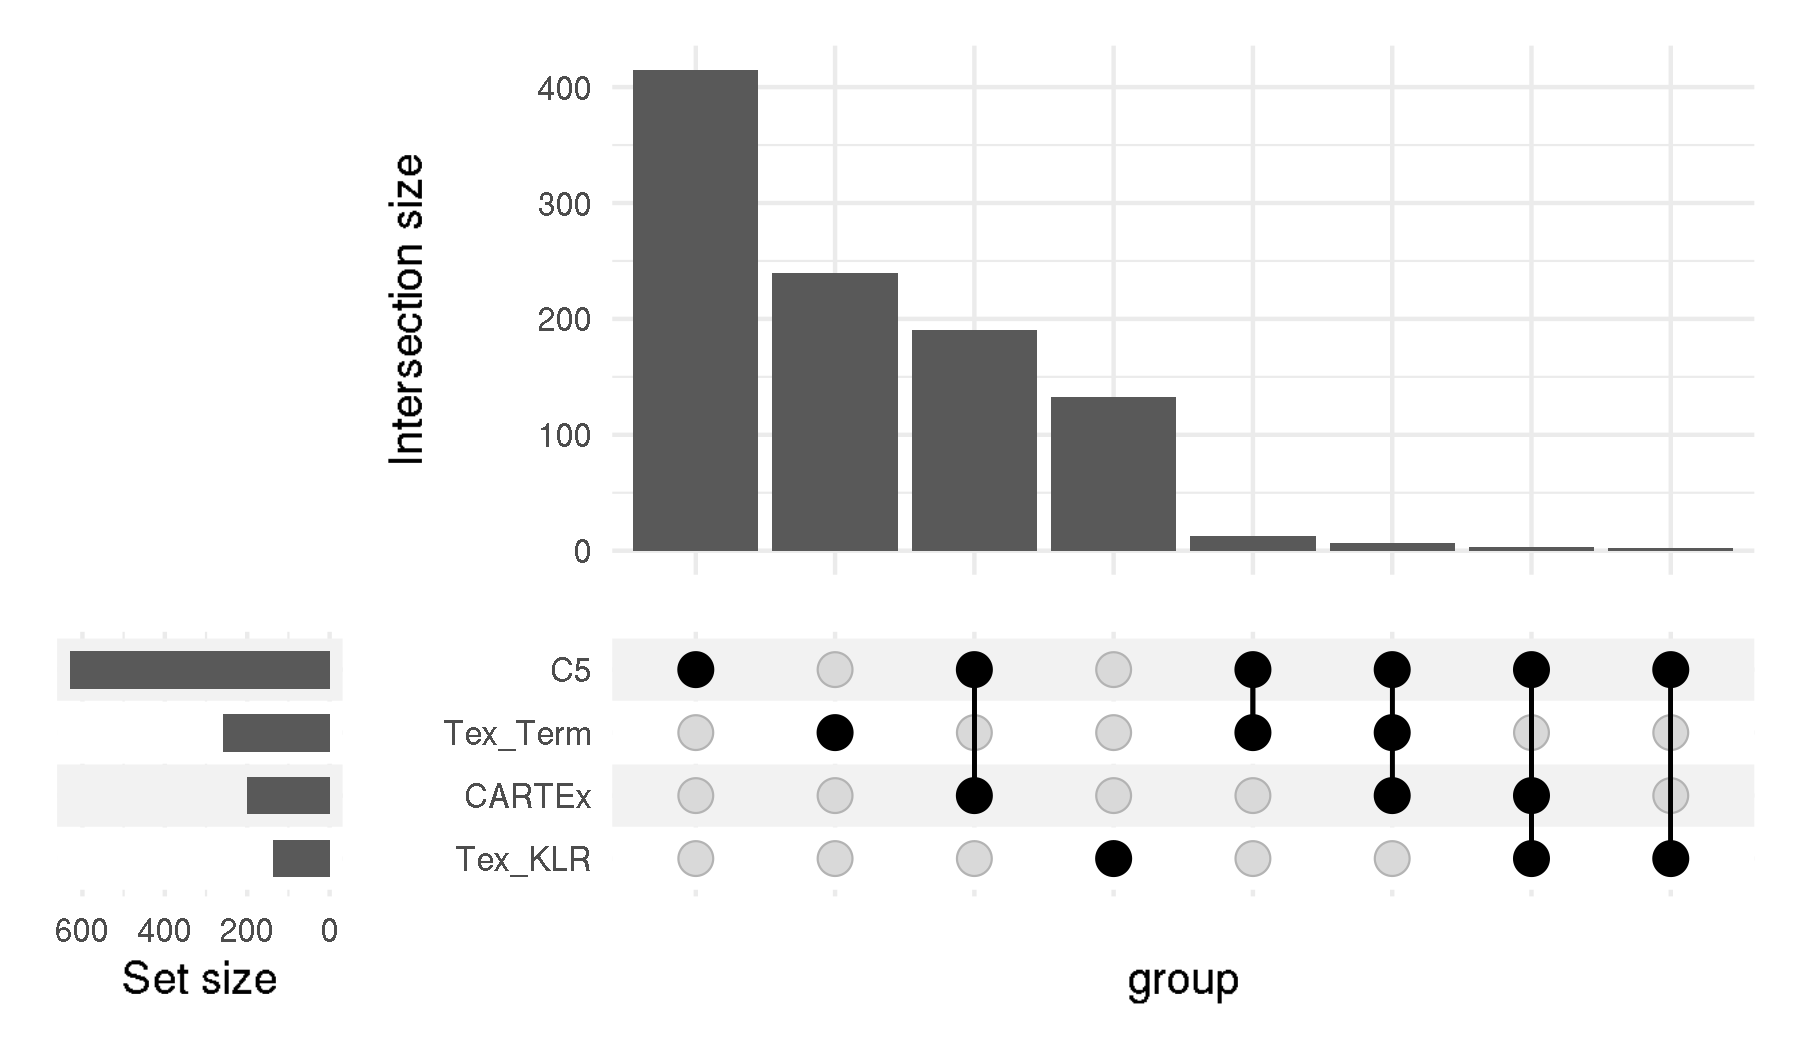 400
300
200
100
0
Intersection size
C5
Tex_Term
CARTEx
Tex_KLR
600 400 200 0
Set size
group